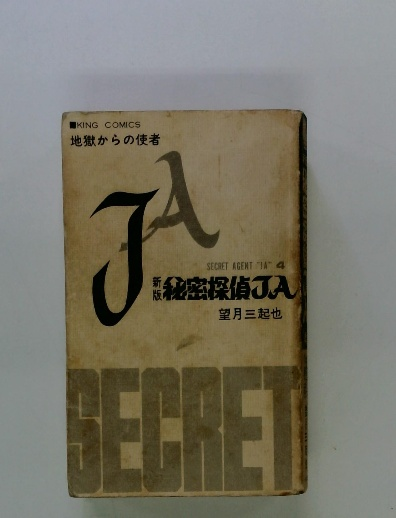 ■KING COMICS
地獄からの使者
JA
SECRET AGENT "JA" 4
新版 秘密探偵JA
望月三起也
SECRET